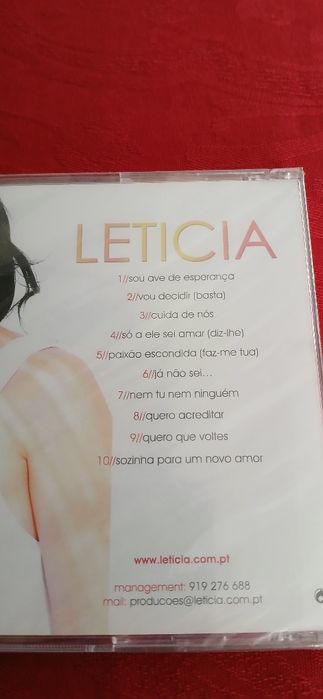 LETICIA
1//sou ave de esperança
2//vou decidir (basta)
3//cuida de nós
4//só a ele sei amar (diz-lhe)
5//paixão escondida (faz-me tua)
6//já não sei...
7//nem tu nem ninguém
8//quero acreditar
9//quero que voltes
10//sozinha para um novo amor
www.leticia.com.pt
management: 919 276 688
mail: producoes@leticia.com.pt